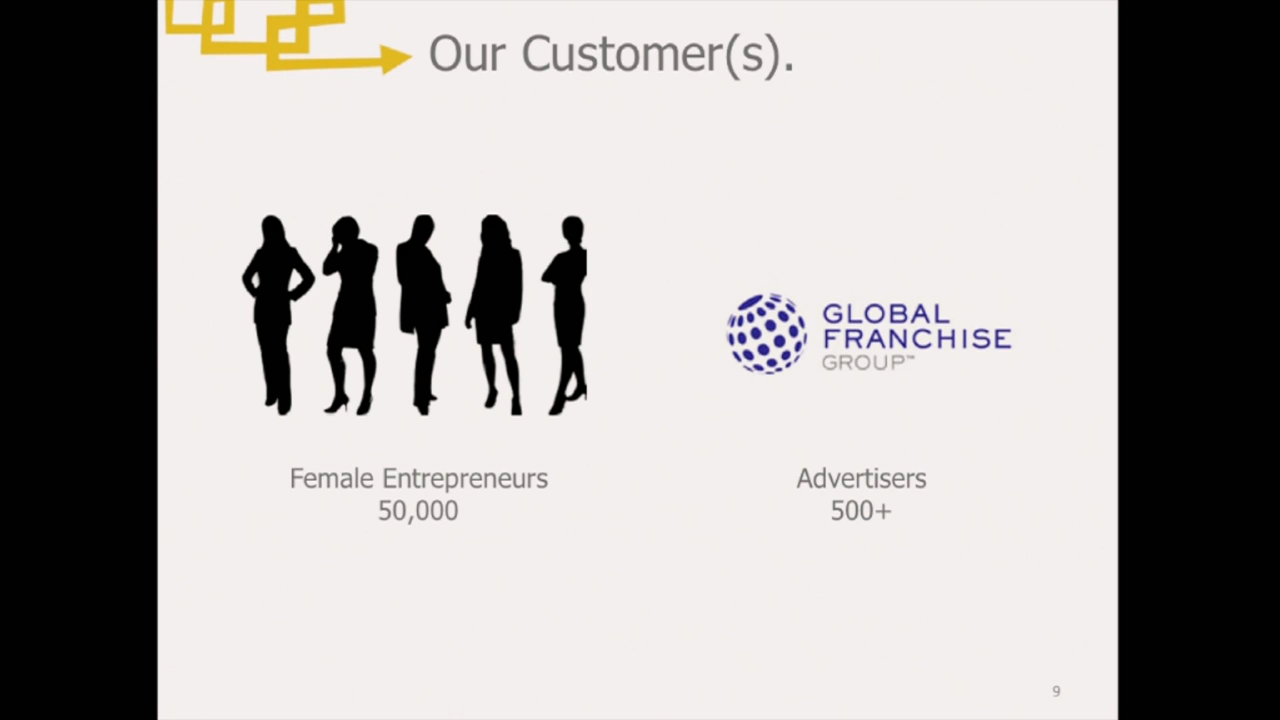 Our Customer(s).
GLOBAL
FRANCHISE
GROUP™
Female Entrepreneurs
50,000
Advertisers
500+
9